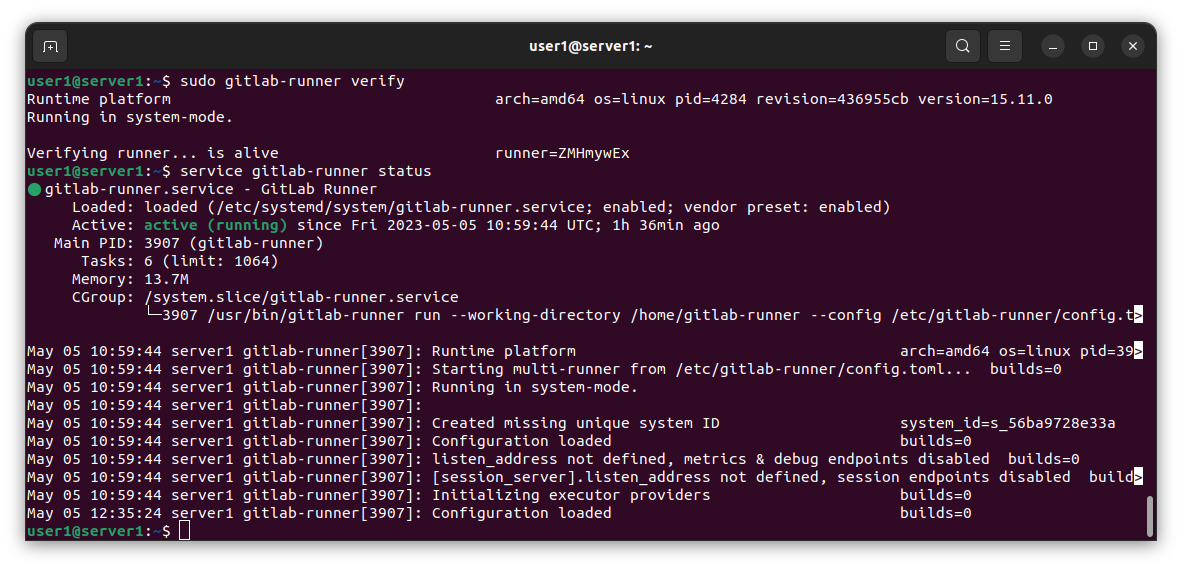 user1@server1: ~
user1@server1:~$ sudo gitlab-runner verify
Runtime platform                                    arch=amd64 os=linux pid=4284 revision=436955cb version=15.11.0
Running in system-mode.
Verifying runner... is alive                        runner=ZMHmywEx
user1@server1:~$ service gitlab-runner status
● gitlab-runner.service - GitLab Runner
     Loaded: loaded (/etc/systemd/system/gitlab-runner.service; enabled; vendor preset: enabled)
     Active: active (running) since Fri 2023-05-05 10:59:44 UTC; 1h 36min ago
   Main PID: 3907 (gitlab-runner)
      Tasks: 6 (limit: 1064)
     Memory: 13.7M
     CGroup: /system.slice/gitlab-runner.service
             └─3907 /usr/bin/gitlab-runner run --working-directory /home/gitlab-runner --config /etc/gitlab-runner/config.t>
May 05 10:59:44 server1 gitlab-runner[3907]: Runtime platform                                    arch=amd64 os=linux pid=39>
May 05 10:59:44 server1 gitlab-runner[3907]: Starting multi-runner from /etc/gitlab-runner/config.toml...  builds=0
May 05 10:59:44 server1 gitlab-runner[3907]: Running in system-mode.
May 05 10:59:44 server1 gitlab-runner[3907]:
May 05 10:59:44 server1 gitlab-runner[3907]: Created missing unique system ID                    system_id=s_56ba9728e33a
May 05 10:59:44 server1 gitlab-runner[3907]: Configuration loaded                                builds=0
May 05 10:59:44 server1 gitlab-runner[3907]: listen_address not defined, metrics & debug endpoints disabled  builds=0
May 05 10:59:44 server1 gitlab-runner[3907]: [session_server].listen_address not defined, session endpoints disabled  build>
May 05 10:59:44 server1 gitlab-runner[3907]: Initializing executor providers                     builds=0
May 05 12:35:24 server1 gitlab-runner[3907]: Configuration loaded                                builds=0
user1@server1:~$